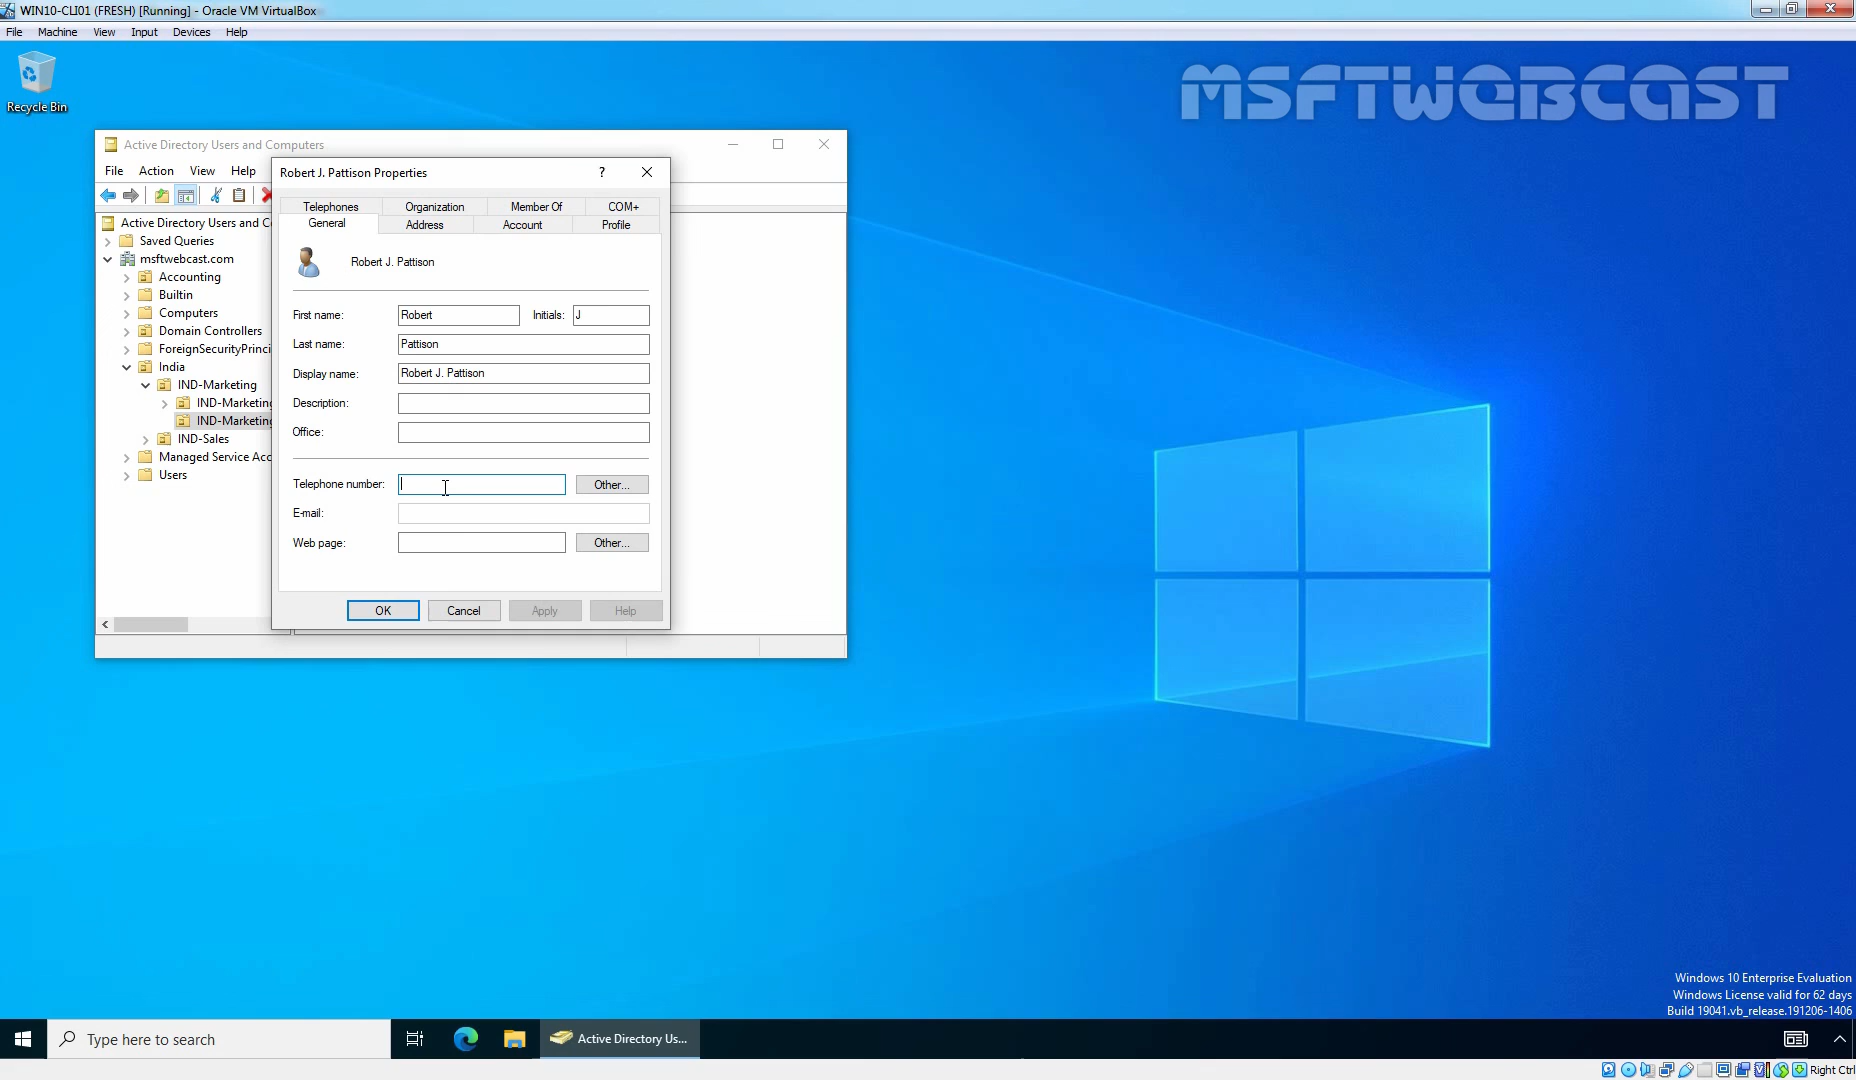 WIN10-CLI01 (FRESH) [Running] - Oracle VM VirtualBox
File Machine View Input Devices Help
Recycle Bin
MSFTWEBCAST
Active Directory Users and Computers
File Action View Help
Active Directory Users and C
Saved Queries
msftwebcast.com
Accounting
Builtin
Computers
Domain Controllers
ForeignSecurityPrinci
India
IND-Marketing
IND-Marketing
IND-Marketing
IND-Sales
Managed Service Acc
Users
Robert J. Pattison Properties
Telephones Organization Member Of COM+
General Address Account Profile
Robert J. Pattison
First name: Robert Initials: J
Last name: Pattison
Display name: Robert J. Pattison
Description:
Office:
Telephone number: Other...
E-mail:
Web page: Other...
OK Cancel Apply Help
Windows 10 Enterprise Evaluation
Windows License valid for 62 days
Build 19041.vb_release.191206-1406
Type here to search
Active Directory Us...
Right Ctrl